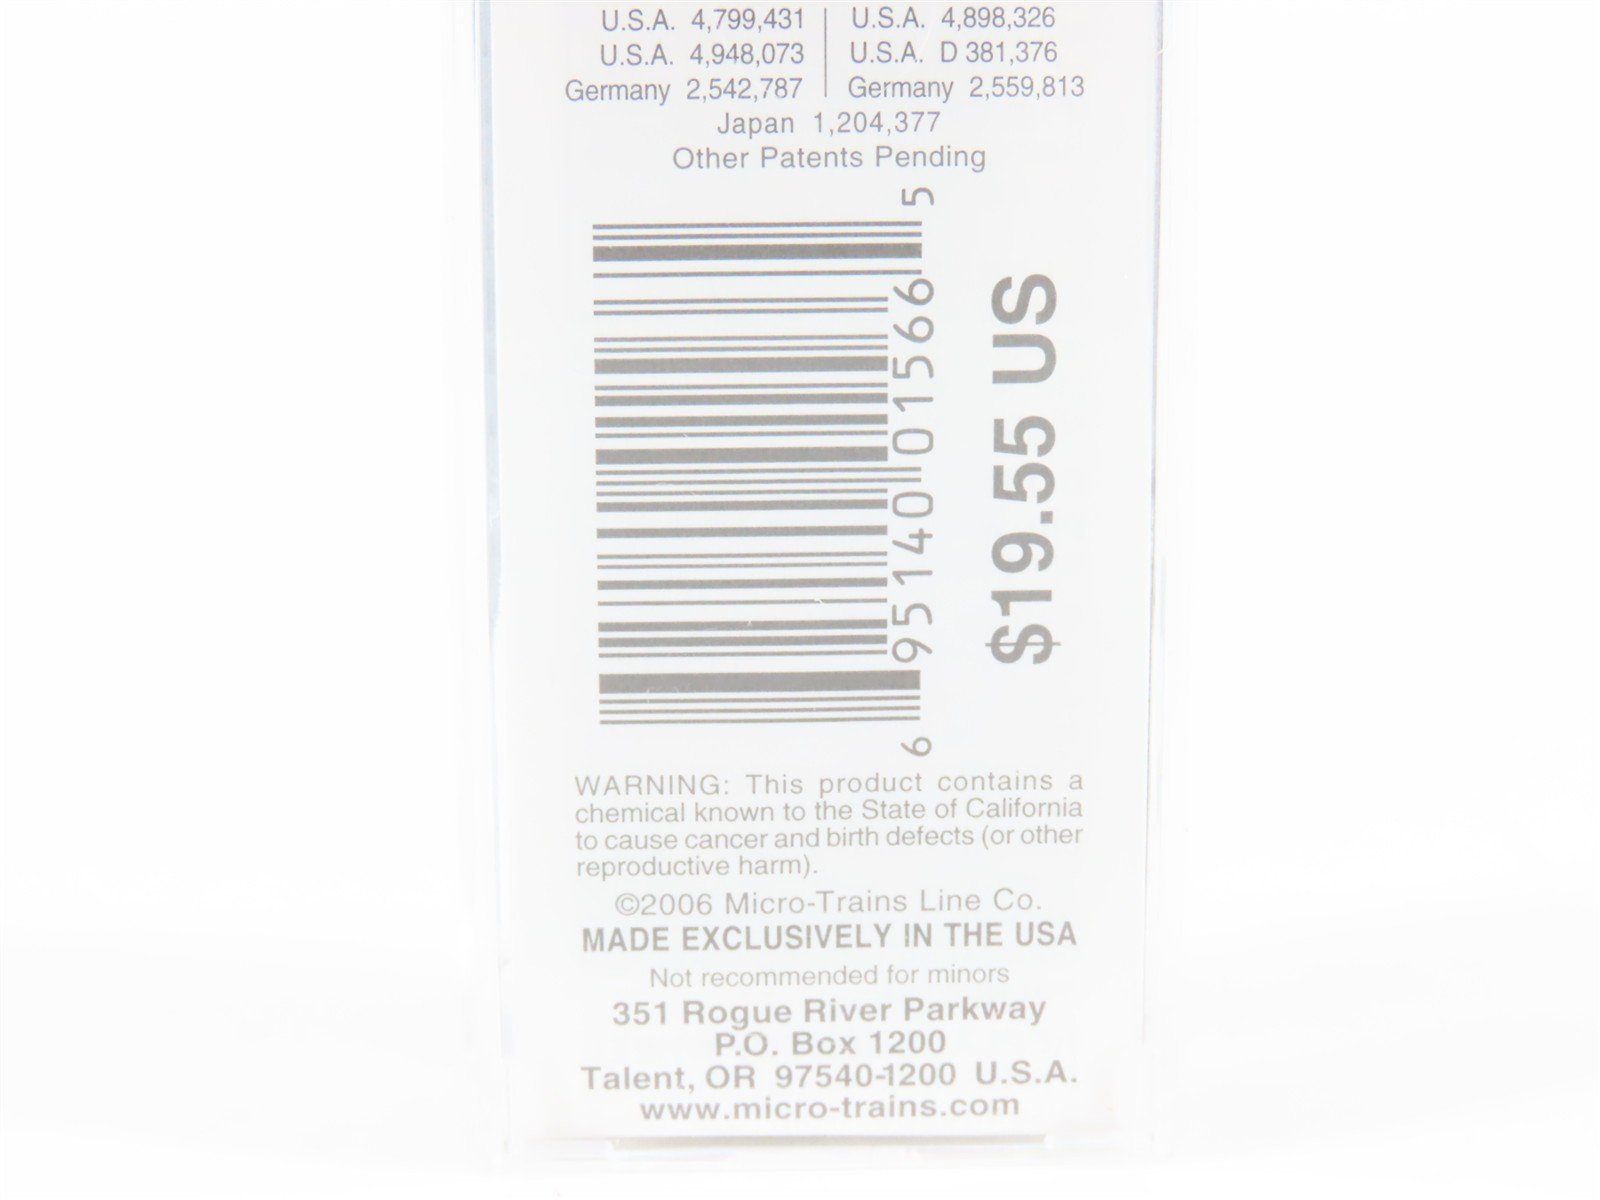 U.S.A. 4,799,431 | U.S.A. 4,898,326
U.S.A. 4,948,073 | U.S.A. D 381,376
Germany 2,542,787 | Germany 2,559,813
Japan 1,204,377
Other Patents Pending
6 95140 01566 5
$19.55 US
WARNING: This product contains a
chemical known to the State of California
to cause cancer and birth defects (or other
reproductive harm).
©2006 Micro-Trains Line Co.
MADE EXCLUSIVELY IN THE USA
Not recommended for minors
351 Rogue River Parkway
P.O. Box 1200
Talent, OR 97540-1200 U.S.A.
www.micro-trains.com